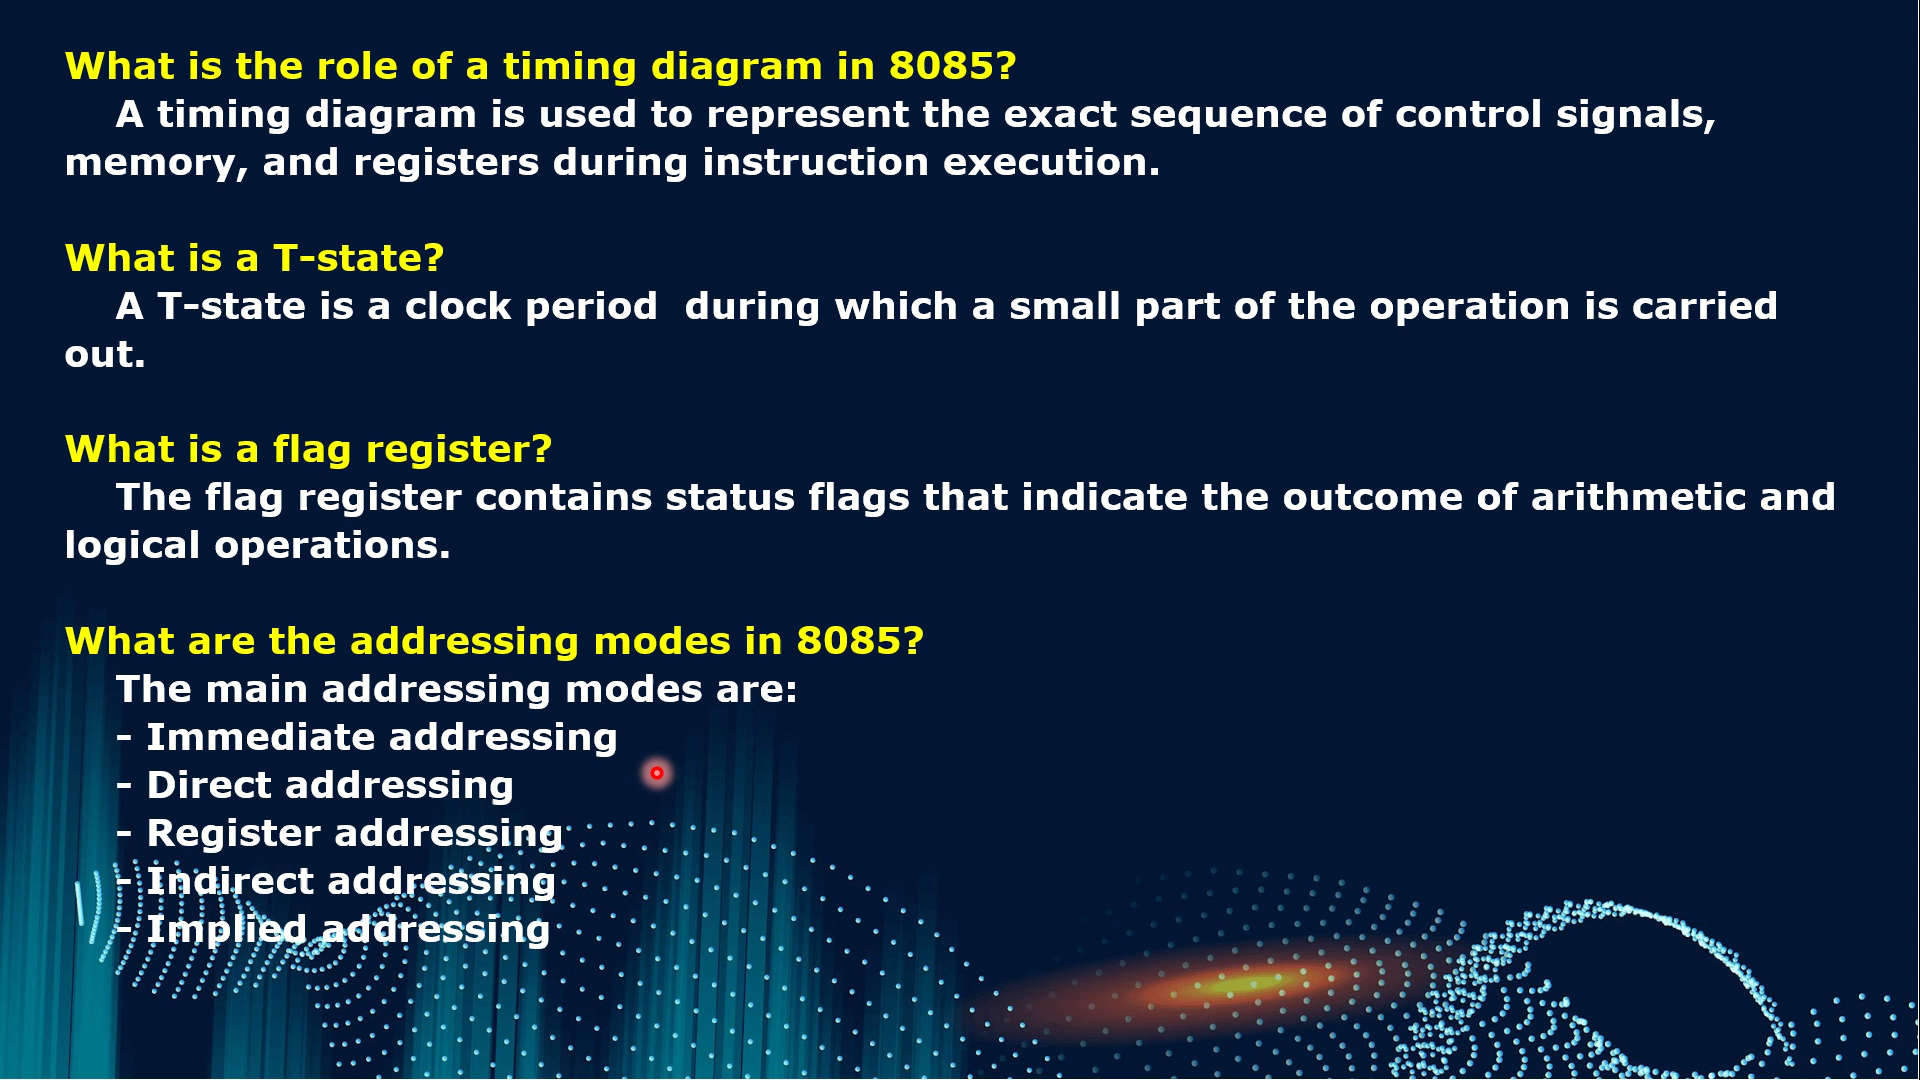 What is the role of a timing diagram in 8085?
A timing diagram is used to represent the exact sequence of control signals,
memory, and registers during instruction execution.
What is a T-state?
A T-state is a clock period  during which a small part of the operation is carried
out.
What is a flag register?
The flag register contains status flags that indicate the outcome of arithmetic and
logical operations.
What are the addressing modes in 8085?
The main addressing modes are:
- Immediate addressing
- Direct addressing
- Register addressing
- Indirect addressing
- Implied addressing